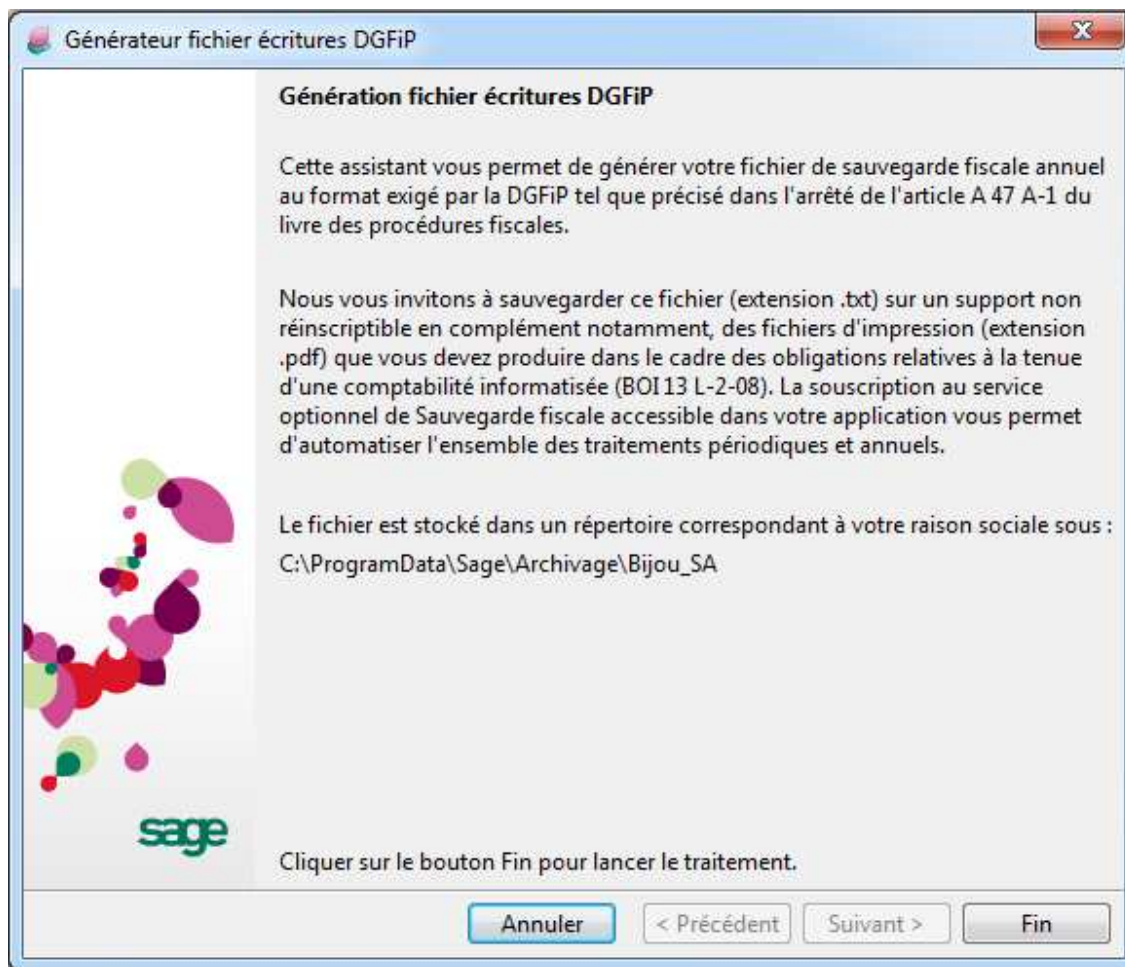 Générateur fichier écritures DGFiP
Génération fichier écritures DGFiP
Cette assistant vous permet de générer votre fichier de sauvegarde fiscale annuel
au format exigé par la DGFiP tel que précisé dans l'arrêté de l'article A 47 A-1 du
livre des procédures fiscales.
Nous vous invitons à sauvegarder ce fichier (extension .txt) sur un support non
réinscriptible en complément notamment, des fichiers d'impression (extension
.pdf) que vous devez produire dans le cadre des obligations relatives à la tenue
d'une comptabilité informatisée (BOI 13 L-2-08). La souscription au service
optionnel de Sauvegarde fiscale accessible dans votre application vous permet
d'automatiser l'ensemble des traitements périodiques et annuels.
Le fichier est stocké dans un répertoire correspondant à votre raison sociale sous :
C:\ProgramData\Sage\Archivage\Bijou_SA
sage
Cliquer sur le bouton Fin pour lancer le traitement.
Annuler < Précédent Suivant > Fin